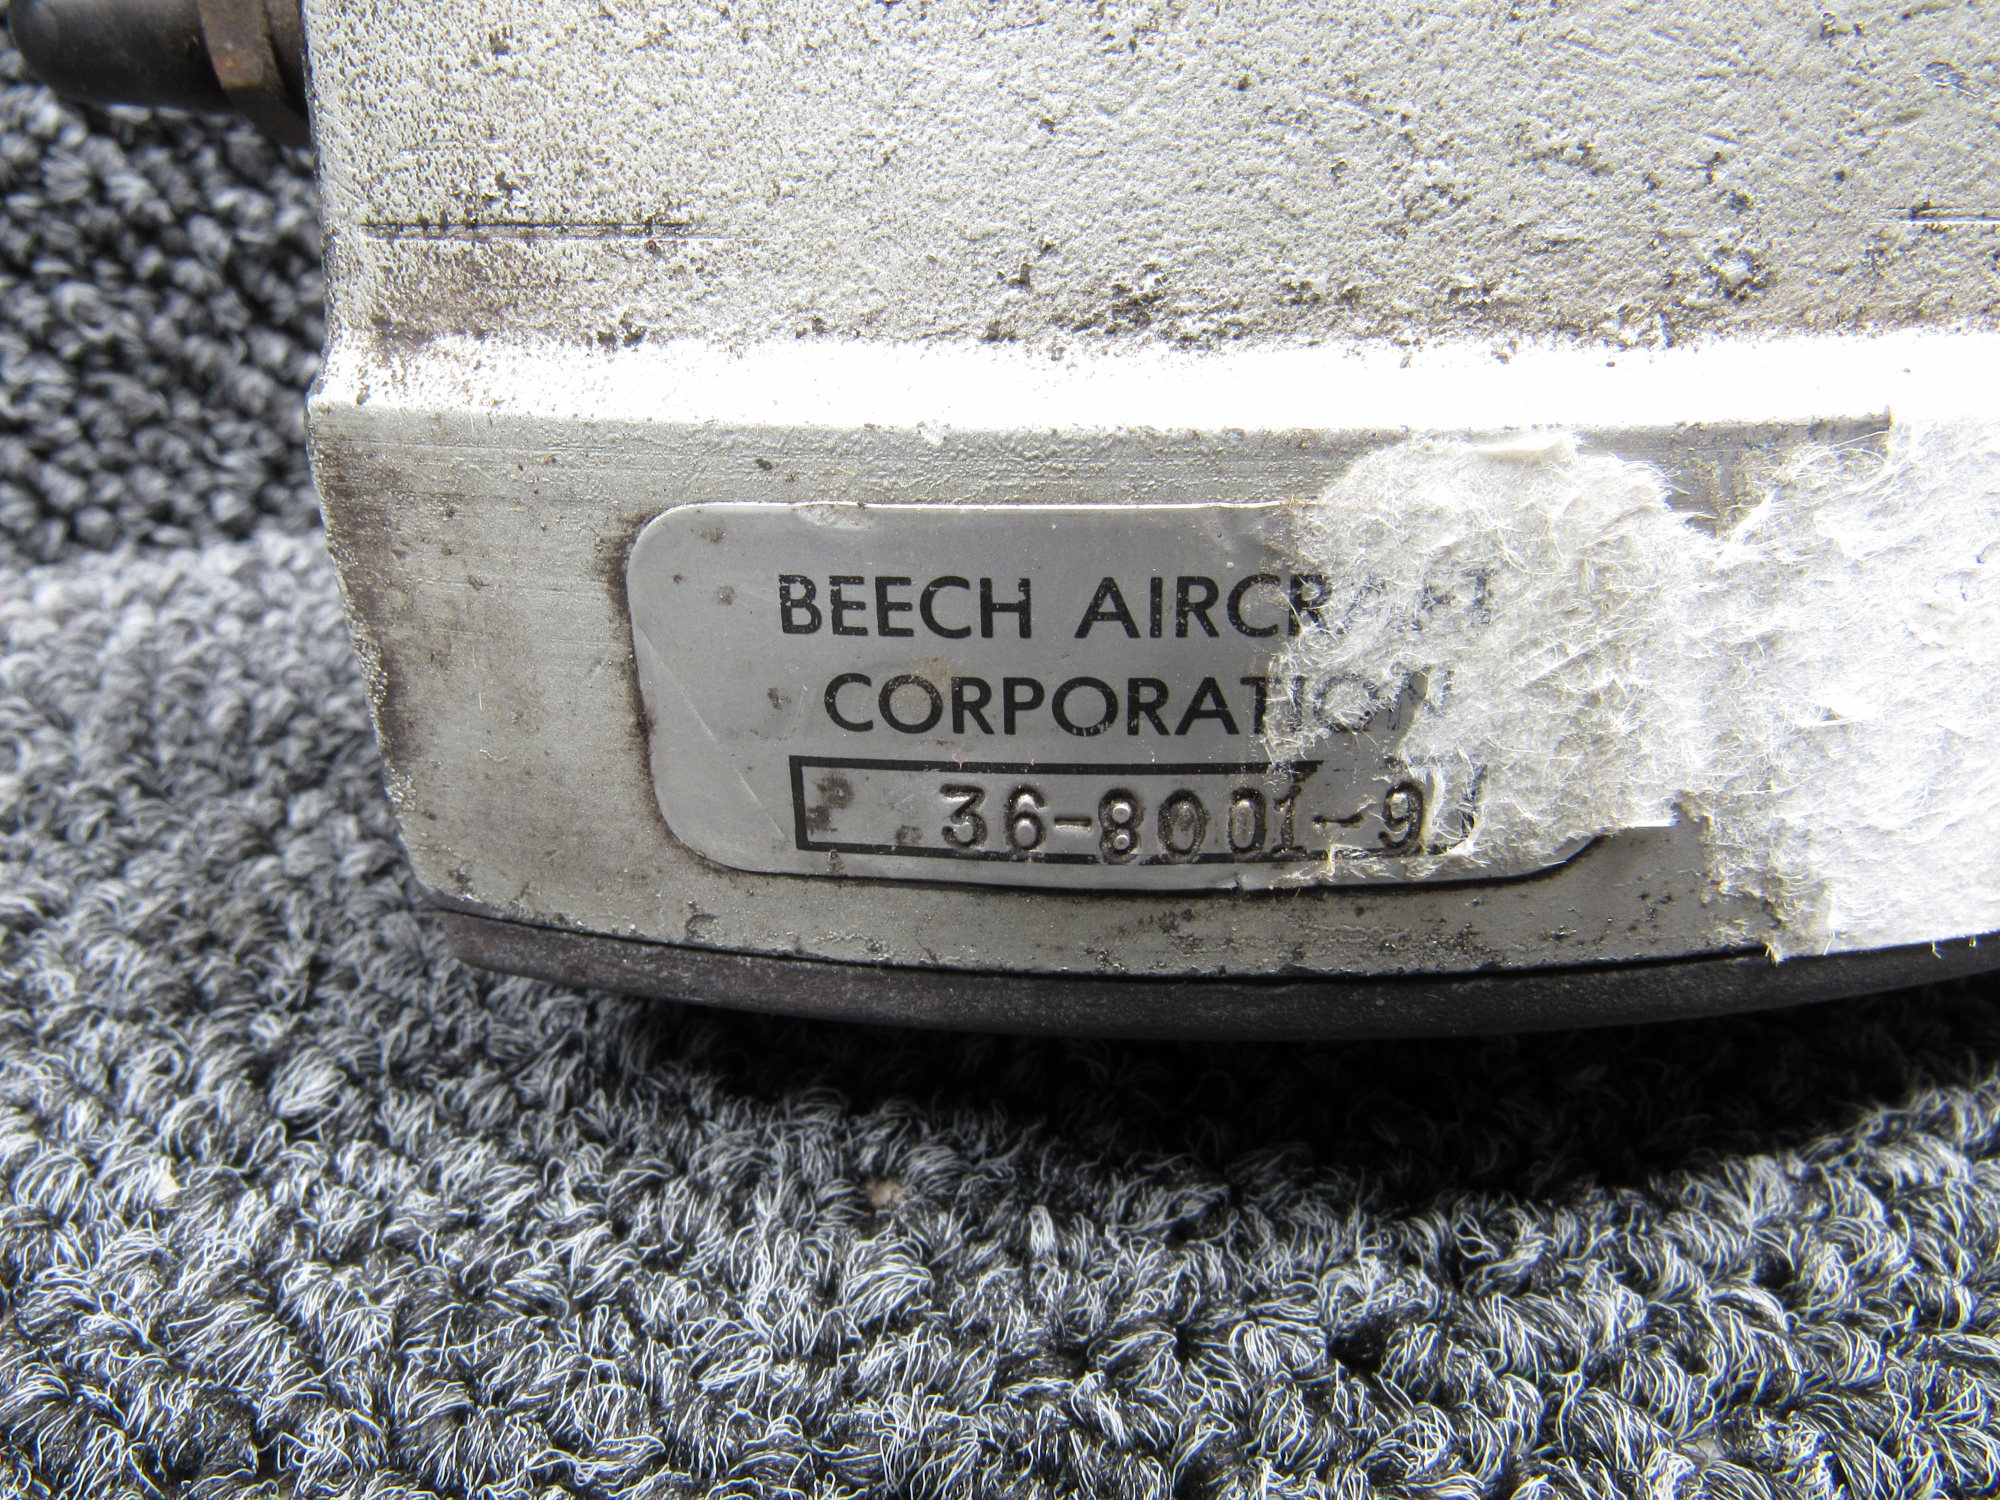 BEECH AIRCRAFT
CORPORATION
36-8001-9